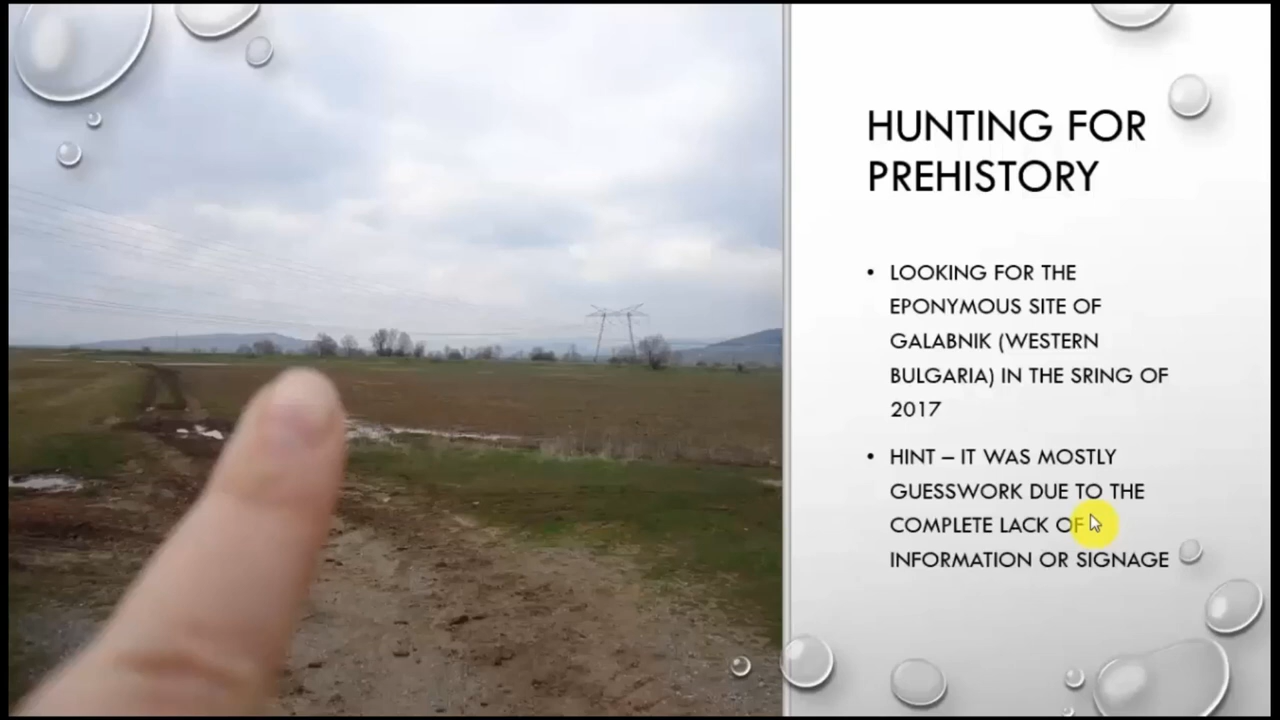 HUNTING FOR
PREHISTORY
• LOOKING FOR THE
EPONYMOUS SITE OF
GALABNIK (WESTERN
BULGARIA) IN THE SRING OF
2017
• HINT – IT WAS MOSTLY
GUESSWORK DUE TO THE
COMPLETE LACK OF
INFORMATION OR SIGNAGE